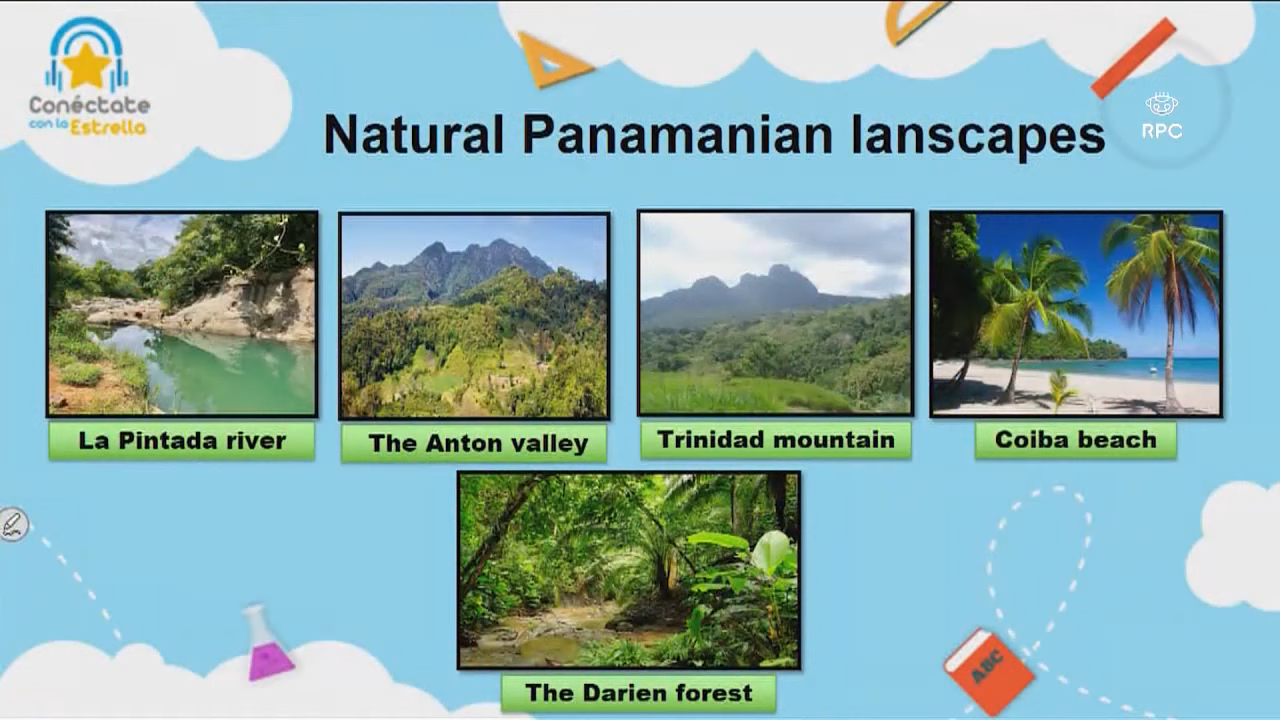 Conéctate
con la Estrella
RPC
Natural Panamanian lanscapes
La Pintada river
The Anton valley
Trinidad mountain
Coiba beach
The Darien forest
ABC